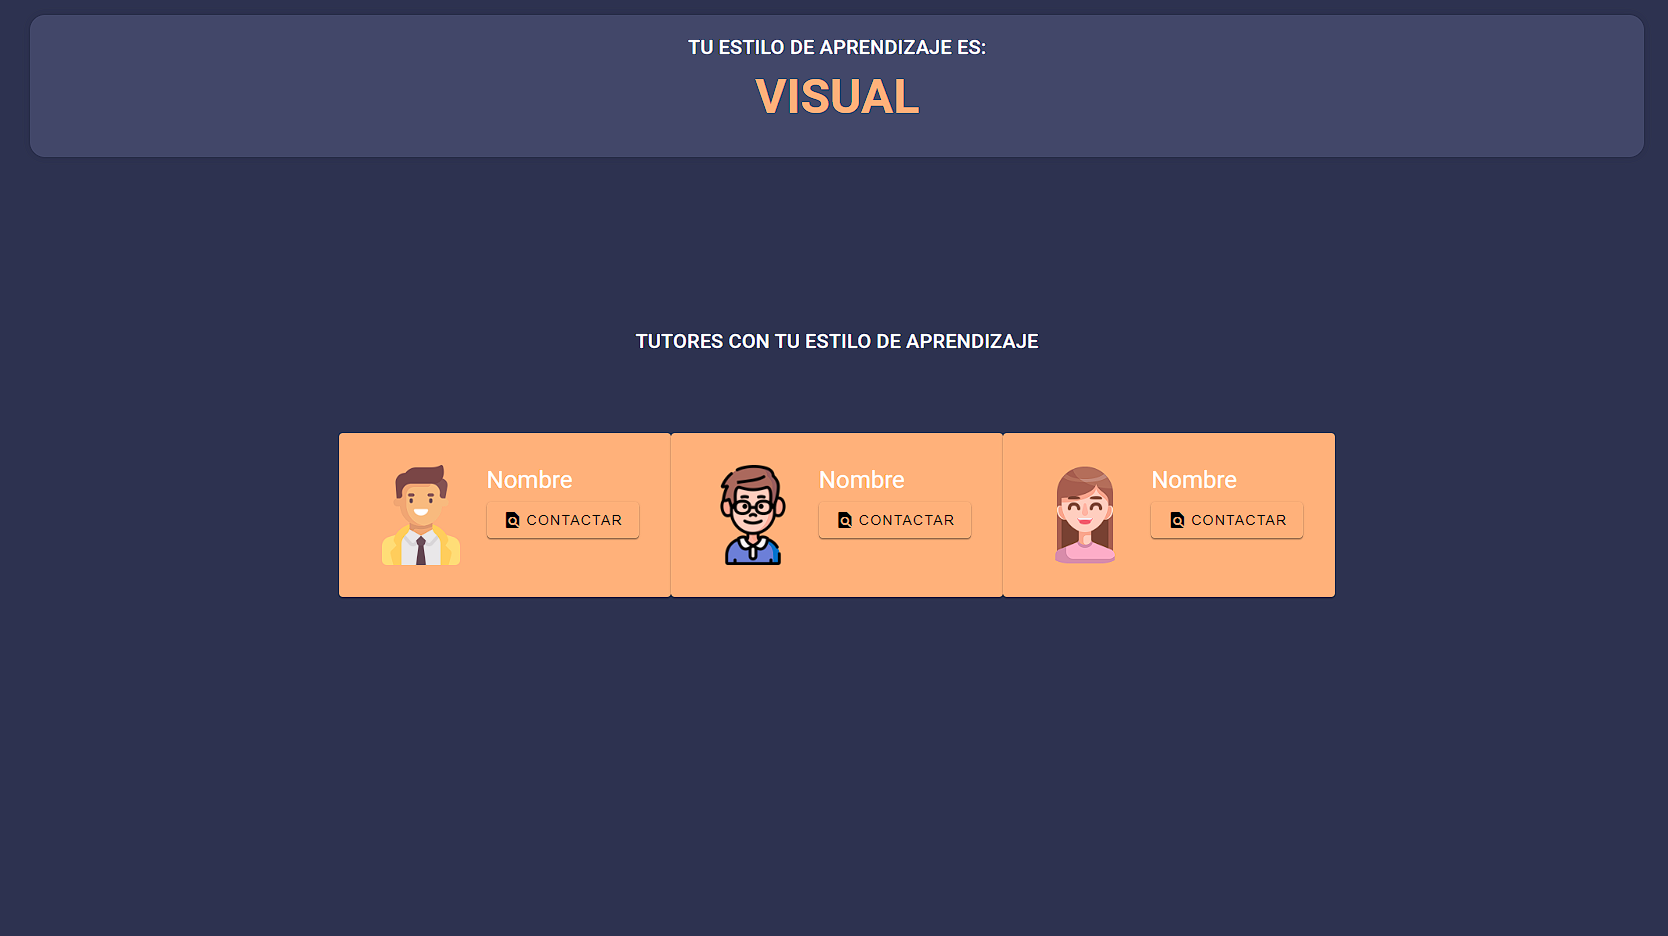 TU ESTILO DE APRENDIZAJE ES:
VISUAL
TUTORES CON TU ESTILO DE APRENDIZAJE
Nombre
CONTACTAR
Nombre
CONTACTAR
Nombre
CONTACTAR